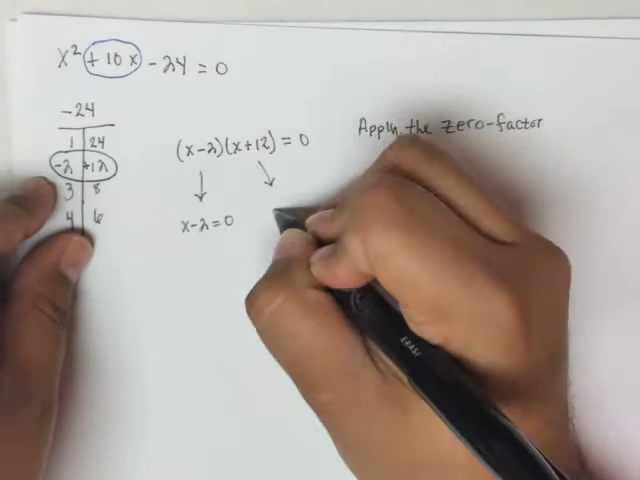 x² + 10x - 24 = 0
-24
1 24
-2 +12
3 8
4 6
(x-2)(x+12) = 0
x-2=0
Apply the zero-factor
ERASI